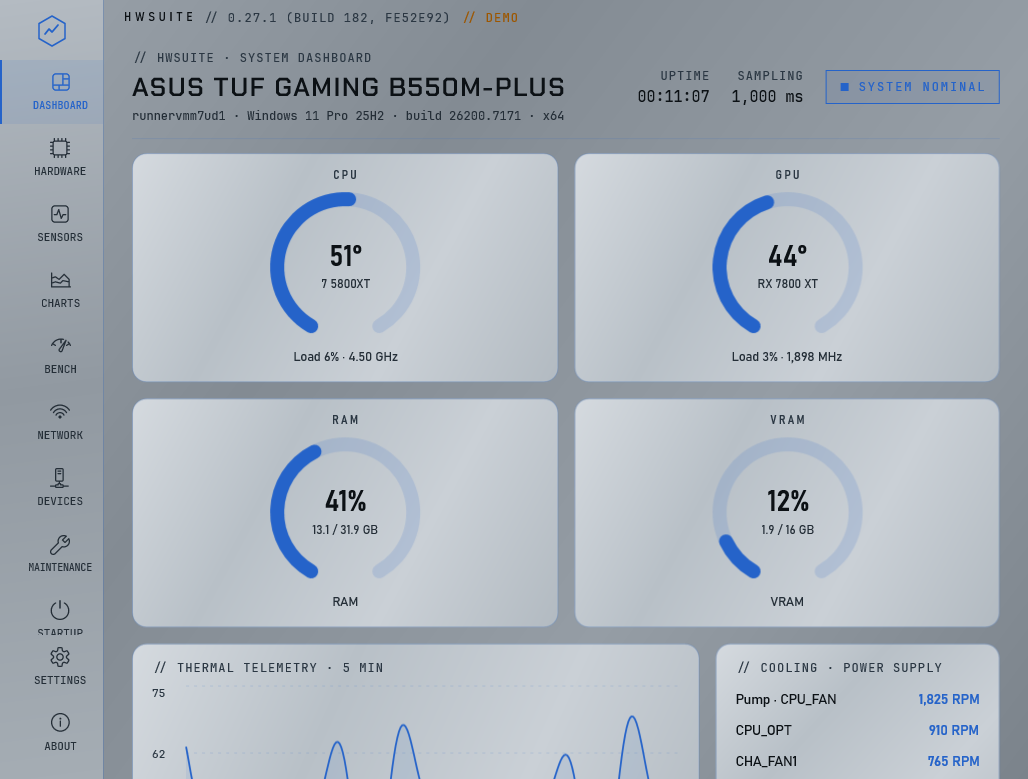 HWSUITE // 0.27.1 (BUILD 182, FE52E92) // DEMO
DASHBOARD
HARDWARE
SENSORS
CHARTS
BENCH
NETWORK
DEVICES
MAINTENANCE
STARTUP
SETTINGS
ABOUT
// HWSUITE · SYSTEM DASHBOARD
ASUS TUF GAMING B550M-PLUS
runnervmm7ud1 · Windows 11 Pro 25H2 · build 26200.7171 · x64
UPTIME
00:11:07
SAMPLING
1,000 ms
SYSTEM NOMINAL
CPU
51°
7 5800XT
Load 6% · 4.50 GHz
GPU
44°
RX 7800 XT
Load 3% · 1,898 MHz
RAM
41%
13.1 / 31.9 GB
RAM
VRAM
12%
1.9 / 16 GB
VRAM
// THERMAL TELEMETRY · 5 MIN
75
62
// COOLING · POWER SUPPLY
Pump · CPU_FAN 1,825 RPM
CPU_OPT 910 RPM
CHA_FAN1 765 RPM